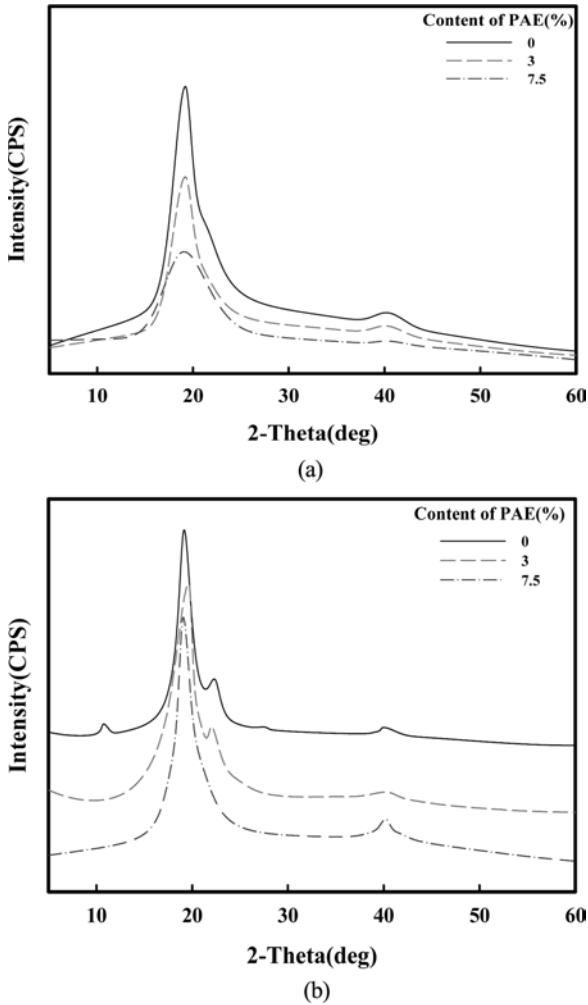 Content of PAE(%)
0
3
7.5
Intensity(CPS)
10 20 30 40 50 60
2-Theta(deg)
(a)
Content of PAE(%)
0
3
7.5
Intensity(CPS)
10 20 30 40 50 60
2-Theta(deg)
(b)